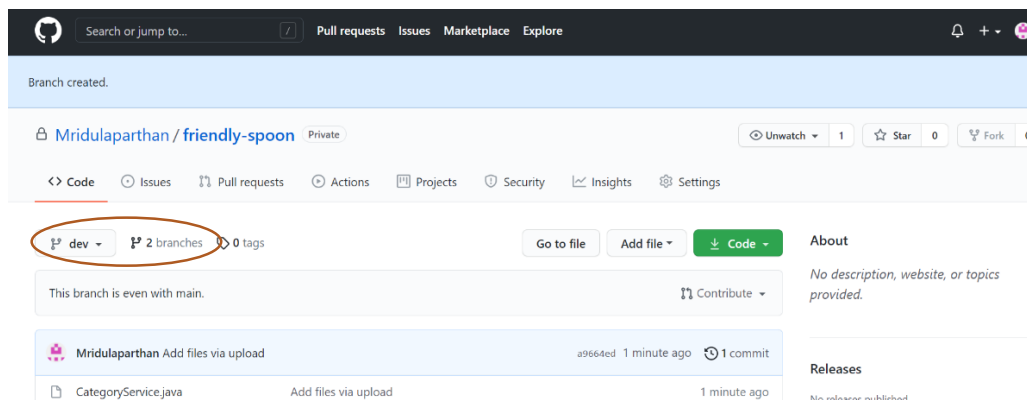 Search or jump to... / Pull requests Issues Marketplace Explore
Branch created.
Mridulaparthan / friendly-spoon Private
Unwatch 1 Star 0 Fork
Code Issues Pull requests Actions Projects Security Insights Settings
dev 2 branches 0 tags Go to file Add file Code
About
This branch is even with main. Contribute
No description, website, or topics
provided.
Mridulaparthan Add files via upload a9664ed 1 minute ago 1 commit
Releases
CategoryService.java Add files via upload 1 minute ago
No releases published